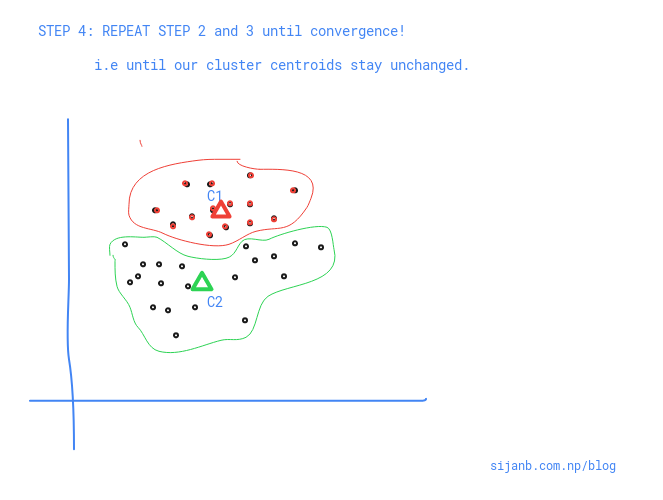 STEP 4: REPEAT STEP 2 and 3 until convergence!
i.e until our cluster centroids stay unchanged.
C1
C2
sijanb.com.np/blog